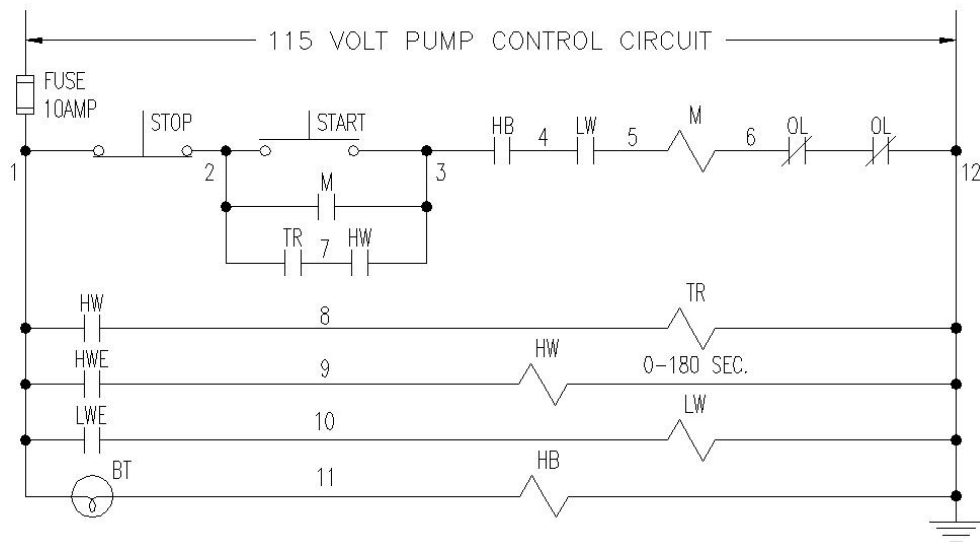 115 VOLT PUMP CONTROL CIRCUIT
FUSE
10AMP
STOP
START
HB
4
LW
5
M
6
OL
OL
1
2
3
12
M
TR
7
HW
HW
8
TR
HWE
9
HW
0-180 SEC.
LWE
10
LW
BT
11
HB